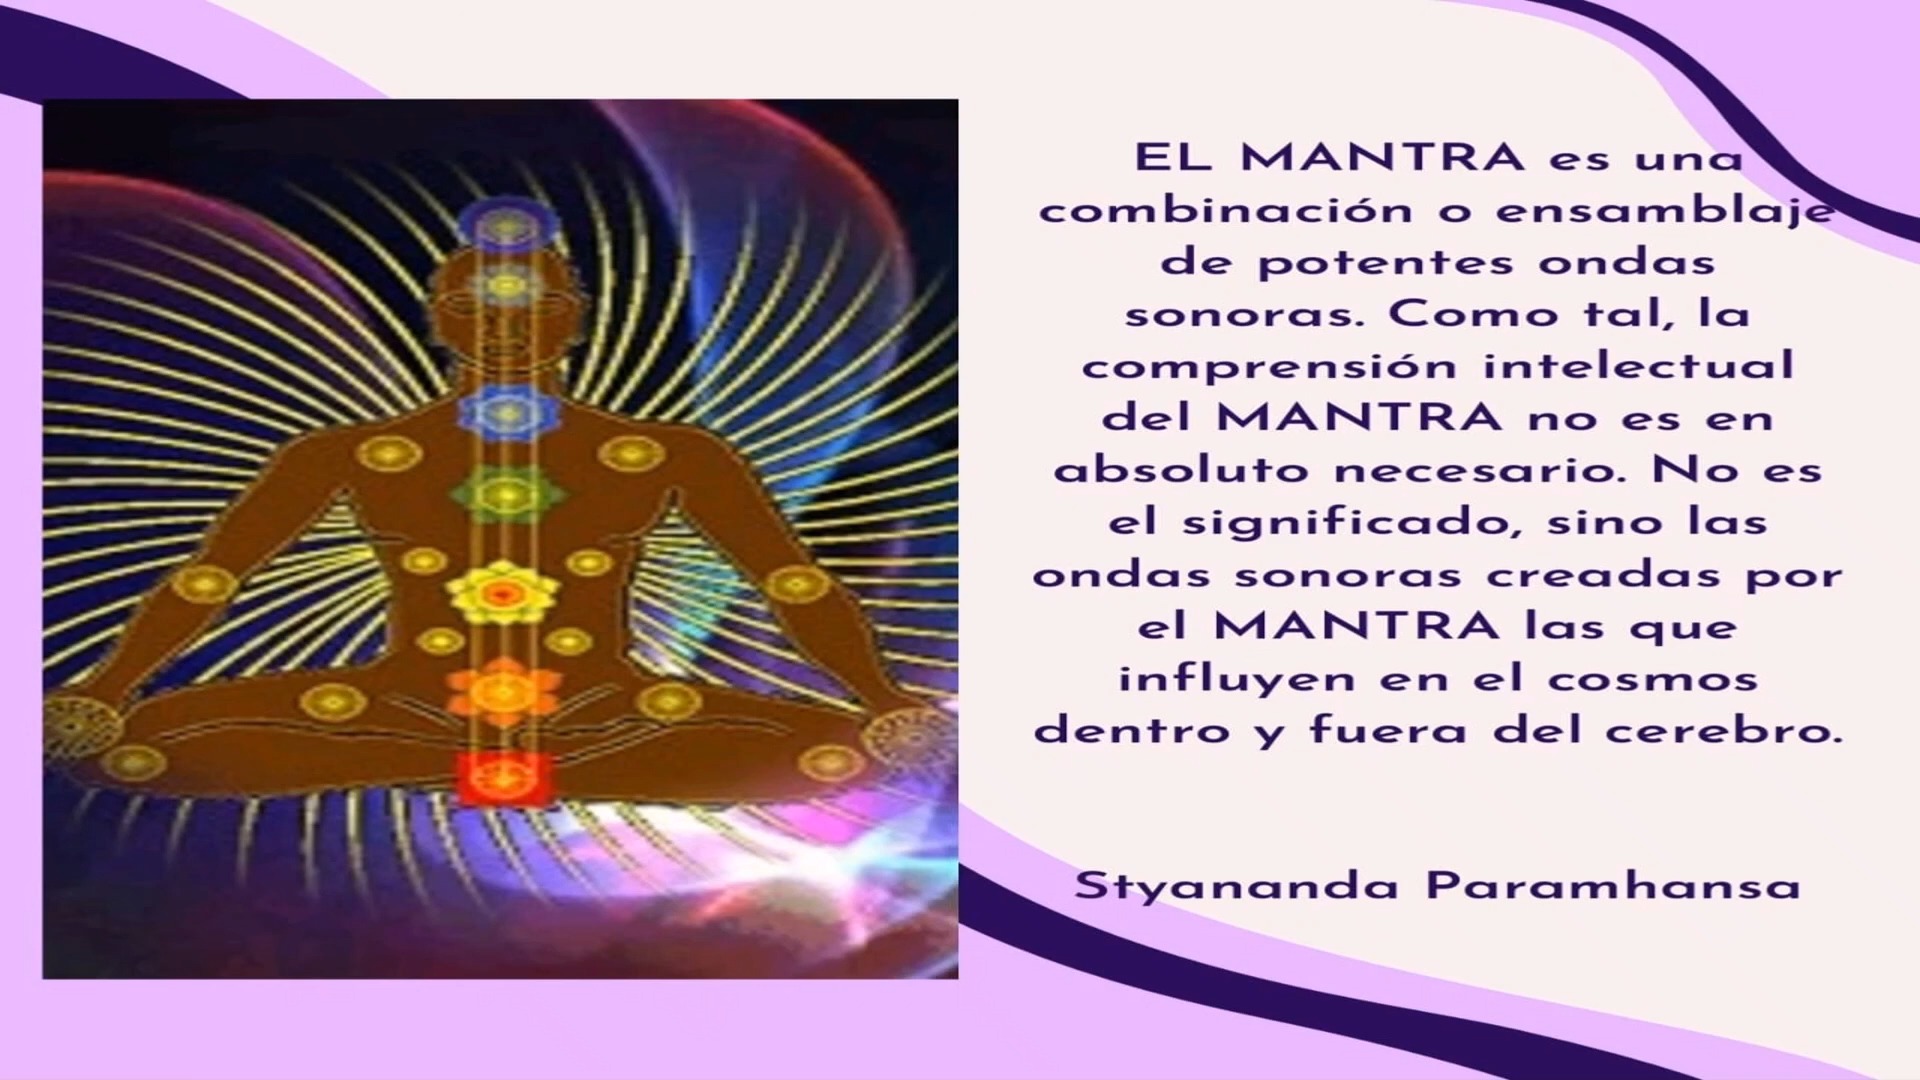 EL MANTRA es una
combinación o ensamblaje
de potentes ondas
sonoras. Como tal, la
comprensión intelectual
del MANTRA no es en
absoluto necesario. No es
el significado, sino las
ondas sonoras creadas por
el MANTRA las que
influyen en el cosmos
dentro y fuera del cerebro.
Styananda Paramhansa